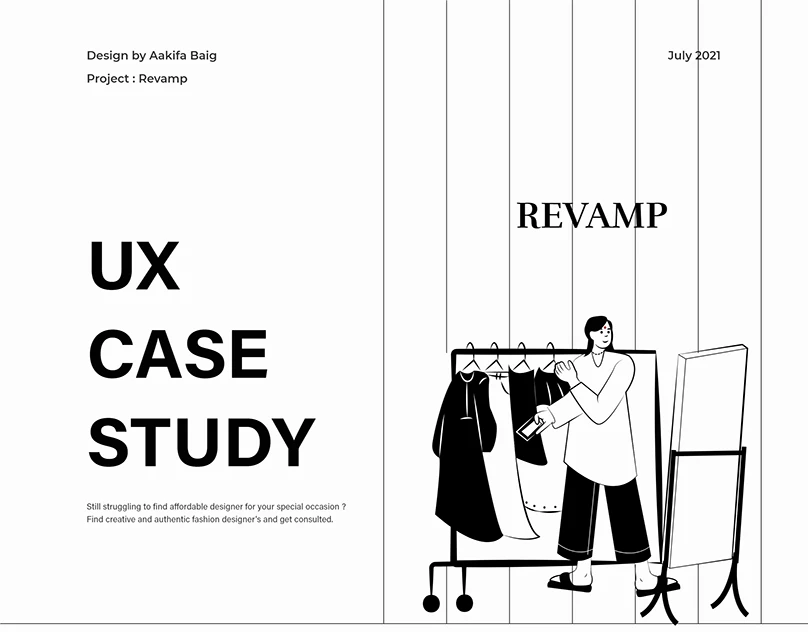 Design by Aakifa Baig
Project : Revamp
July 2021
REVAMP
UX
CASE
STUDY
Still struggling to find affordable designer for your special occasion ?
Find creative and authentic fashion designer's and get consulted.